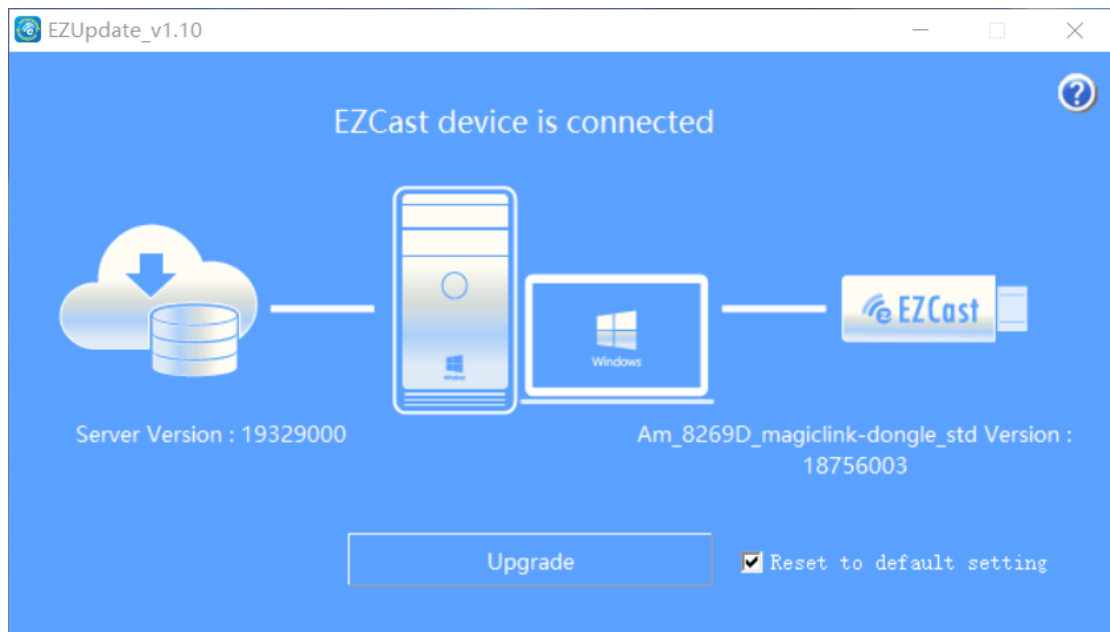 EZUpdate_v1.10
EZCast device is connected
EZCast
Windows
Server Version : 19329000
Am_8269D_magiclink-dongle_std Version :
18756003
Upgrade
Reset to default setting